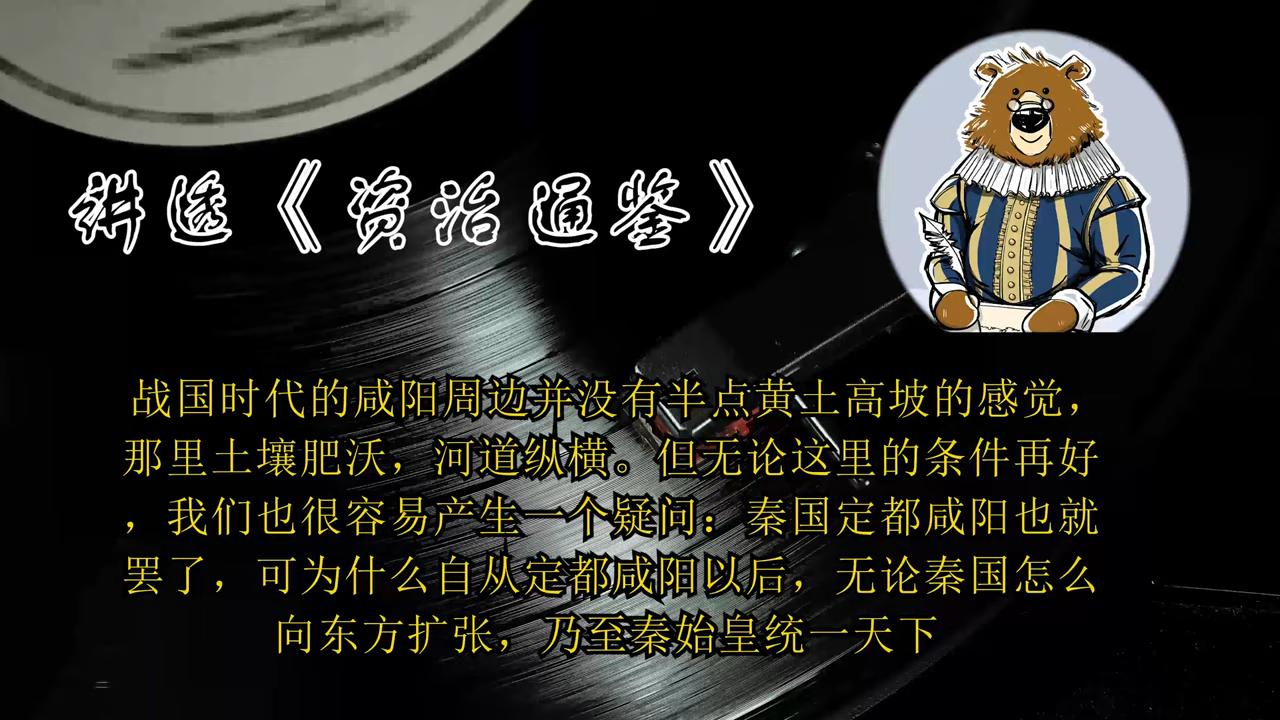 讲透《资治通鉴》
战国时代的咸阳周边并没有半点黄土高坡的感觉，
那里土壤肥沃，河道纵横。但无论这里的条件再好
，我们也很容易产生一个疑问：秦国定都咸阳也就
罢了，可为什么自从定都咸阳以后，无论秦国怎么
向东方扩张，乃至秦始皇统一天下